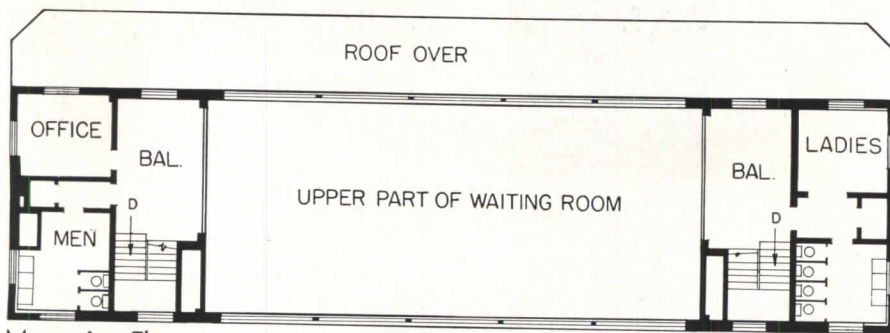 ROOF OVER
OFFICE
BAL.
UPPER PART OF WAITING ROOM
BAL.
LADIES
D
D
MEN